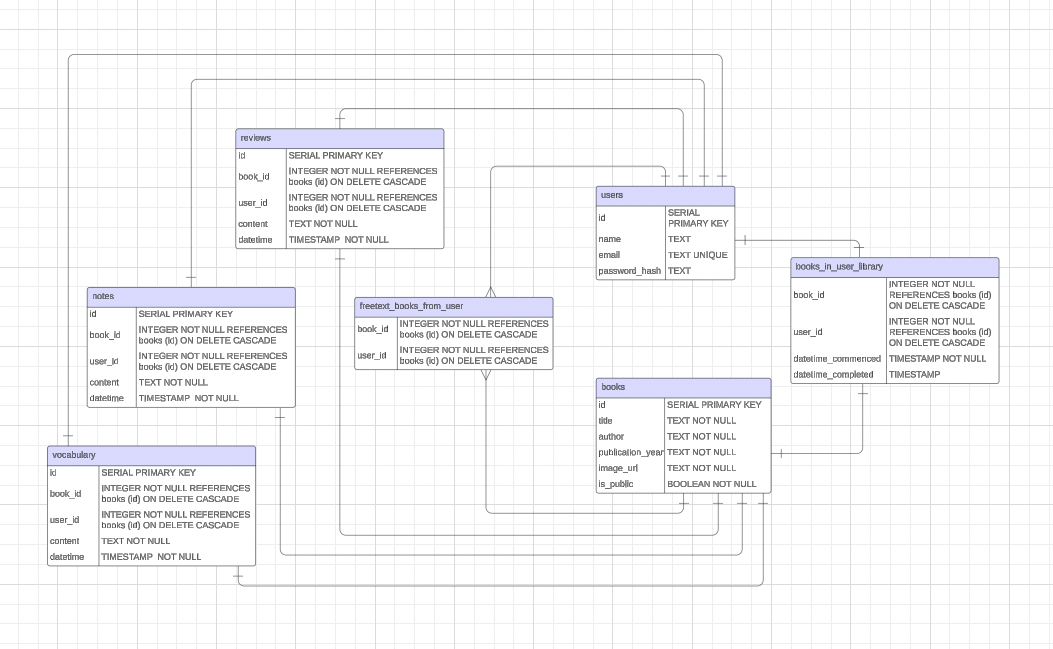 reviews
id SERIAL PRIMARY KEY
book_id INTEGER NOT NULL REFERENCES
books (id) ON DELETE CASCADE
user_id INTEGER NOT NULL REFERENCES
books (id) ON DELETE CASCADE
content TEXT NOT NULL
datetime TIMESTAMP NOT NULL
users
id SERIAL
PRIMARY KEY
name TEXT
email TEXT UNIQUE
password_hash TEXT
books_in_user_library
book_id INTEGER NOT NULL
REFERENCES books (id)
ON DELETE CASCADE
user_id INTEGER NOT NULL
REFERENCES books (id)
ON DELETE CASCADE
datetime_commenced TIMESTAMP NOT NULL
datetime_completed TIMESTAMP
notes
id SERIAL PRIMARY KEY
book_id INTEGER NOT NULL REFERENCES
books (id) ON DELETE CASCADE
user_id INTEGER NOT NULL REFERENCES
books (id) ON DELETE CASCADE
content TEXT NOT NULL
datetime TIMESTAMP NOT NULL
freetext_books_from_user
book_id INTEGER NOT NULL REFERENCES
books (id) ON DELETE CASCADE
user_id INTEGER NOT NULL REFERENCES
books (id) ON DELETE CASCADE
books
id SERIAL PRIMARY KEY
title TEXT NOT NULL
author TEXT NOT NULL
publication_year TEXT NOT NULL
image_url TEXT NOT NULL
is_public BOOLEAN NOT NULL
vocabulary
id SERIAL PRIMARY KEY
book_id INTEGER NOT NULL REFERENCES
books (id) ON DELETE CASCADE
user_id INTEGER NOT NULL REFERENCES
books (id) ON DELETE CASCADE
content TEXT NOT NULL
datetime TIMESTAMP NOT NULL